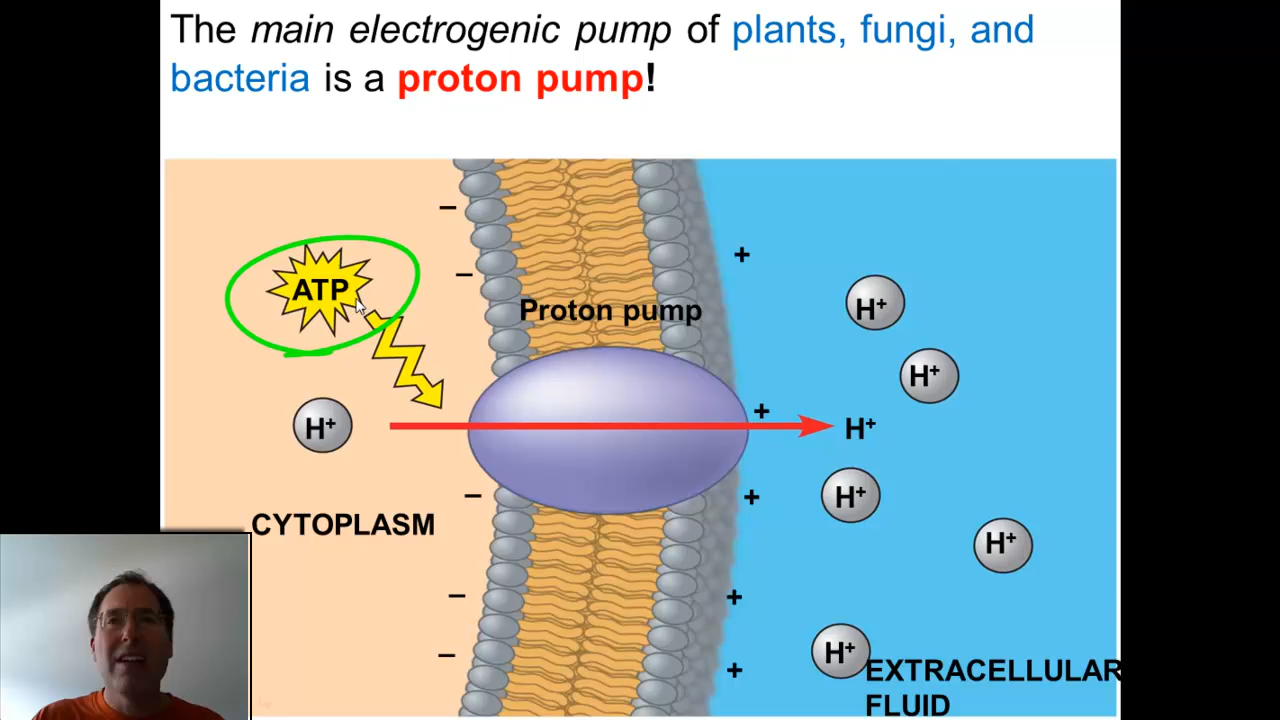 The main electrogenic pump of plants, fungi, and
bacteria is a proton pump!
–
+
ATP
–
H⁺
Proton pump
H⁺
+
H⁺
H⁺
–
+
H⁺
CYTOPLASM
H⁺
–
+
–
+
H⁺
EXTRACELLULAR
FLUID